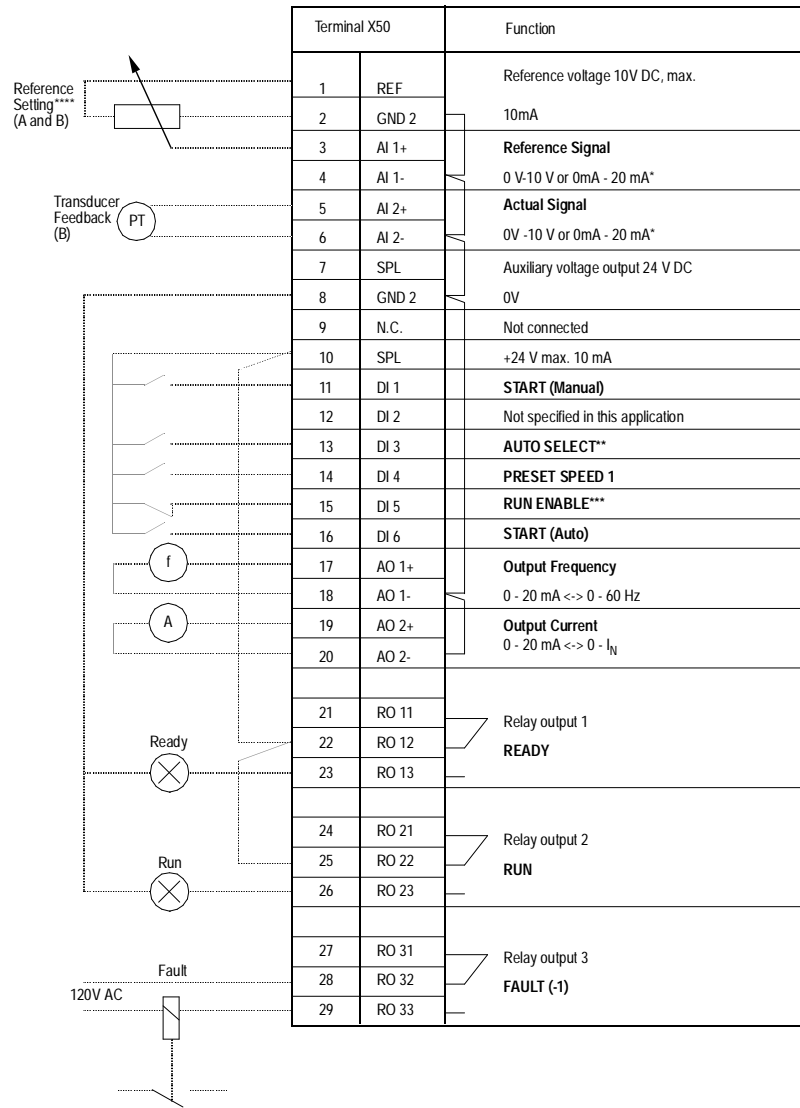 Terminal X50 Function
Reference
Setting****
(A and B)
1 REF Reference voltage 10V DC, max.
2 GND 2 10mA
3 AI 1+ Reference Signal
4 AI 1- 0 V-10 V or 0mA - 20 mA*
Transducer
Feedback
(B)
PT
5 AI 2+ Actual Signal
6 AI 2- 0V -10 V or 0mA - 20 mA*
7 SPL Auxiliary voltage output 24 V DC
8 GND 2 0V
9 N.C. Not connected
10 SPL +24 V max. 10 mA
11 DI 1 START (Manual)
12 DI 2 Not specified in this application
13 DI 3 AUTO SELECT**
14 DI 4 PRESET SPEED 1
15 DI 5 RUN ENABLE***
16 DI 6 START (Auto)
f
17 AO 1+ Output Frequency
18 AO 1- 0 - 20 mA <-> 0 - 60 Hz
A
19 AO 2+ Output Current
20 AO 2- 0 - 20 mA <-> 0 - IN
21 RO 11 Relay output 1
Ready
22 RO 12 READY
23 RO 13
24 RO 21 Relay output 2
Run
25 RO 22 RUN
26 RO 23
27 RO 31 Relay output 3
Fault
28 RO 32 FAULT (-1)
120V AC
29 RO 33